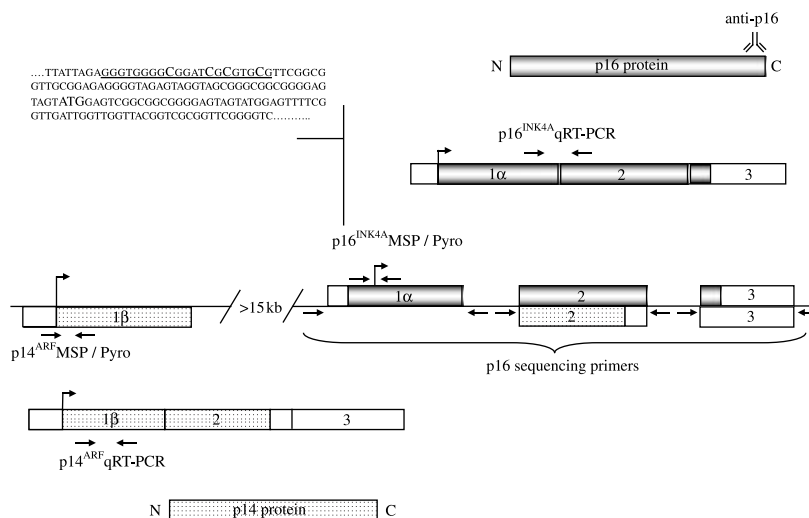 anti-p16
N p16 protein C
....TTATTAGAGGGTGGGGCGGATCGCGTGCGTTCGGCG
GTTGCGGAGAGGGGTAGAGTAGGTAGCGGGCGGCGGGGAG
TAGTATGGAGTCGGCGGCGGGGAGTAGTATGGAGTTTTCG
GTTGATTGGTTGGTTACGGTCGCGGTTCGGGGTC...........
p16INK4AqRT-PCR
1α 2 3
p16INK4AMSP / Pyro
1α 2 3
>15kb
1β 2 3
p14ARFMSP / Pyro
p16 sequencing primers
1β 2 3
p14ARFqRT-PCR
N p14 protein C